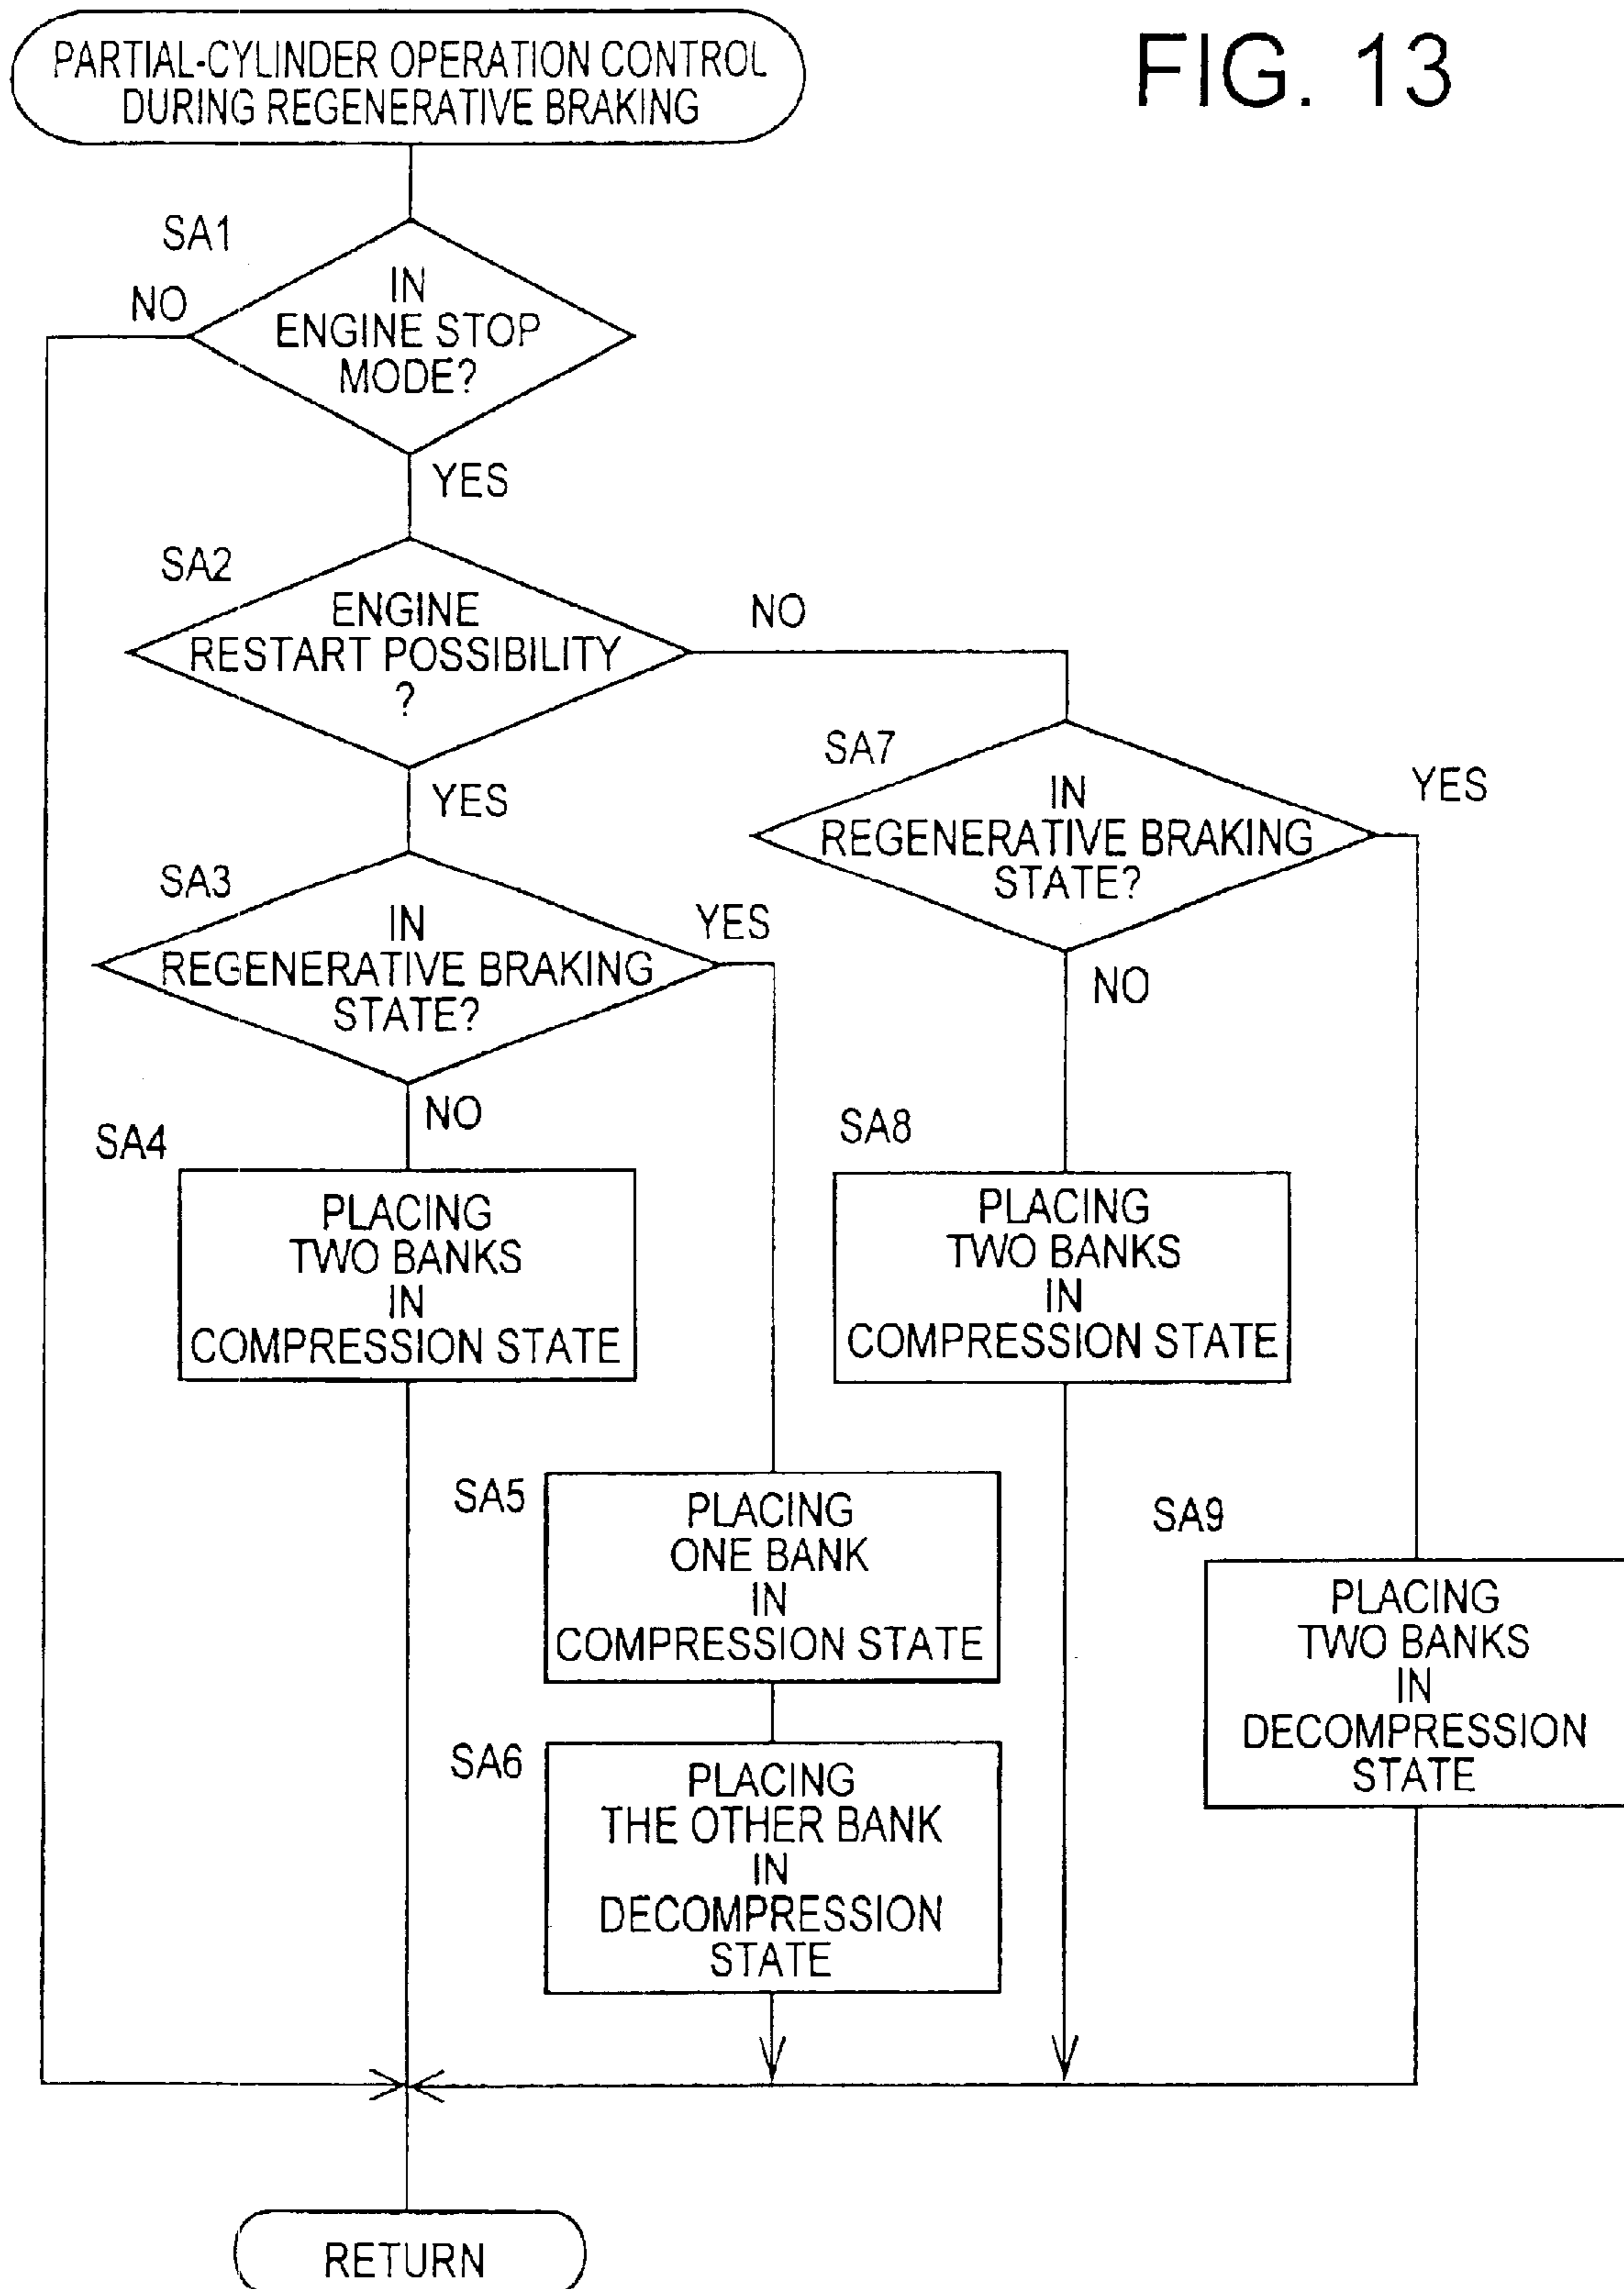 FIG. 13
PARTIAL-CYLINDER OPERATION CONTROL
DURING REGENERATIVE BRAKING
SA1
IN
ENGINE STOP
MODE?
NO
YES
SA2
ENGINE
RESTART POSSIBILITY
?
NO
YES
SA7
IN
REGENERATIVE BRAKING
STATE?
YES
NO
SA3
IN
REGENERATIVE BRAKING
STATE?
YES
NO
SA4
PLACING
TWO BANKS
IN
COMPRESSION STATE
SA8
PLACING
TWO BANKS
IN
COMPRESSION STATE
SA5
PLACING
ONE BANK
IN
COMPRESSION STATE
SA9
PLACING
TWO BANKS
IN
DECOMPRESSION
STATE
SA6
PLACING
THE OTHER BANK
IN
DECOMPRESSION
STATE
RETURN